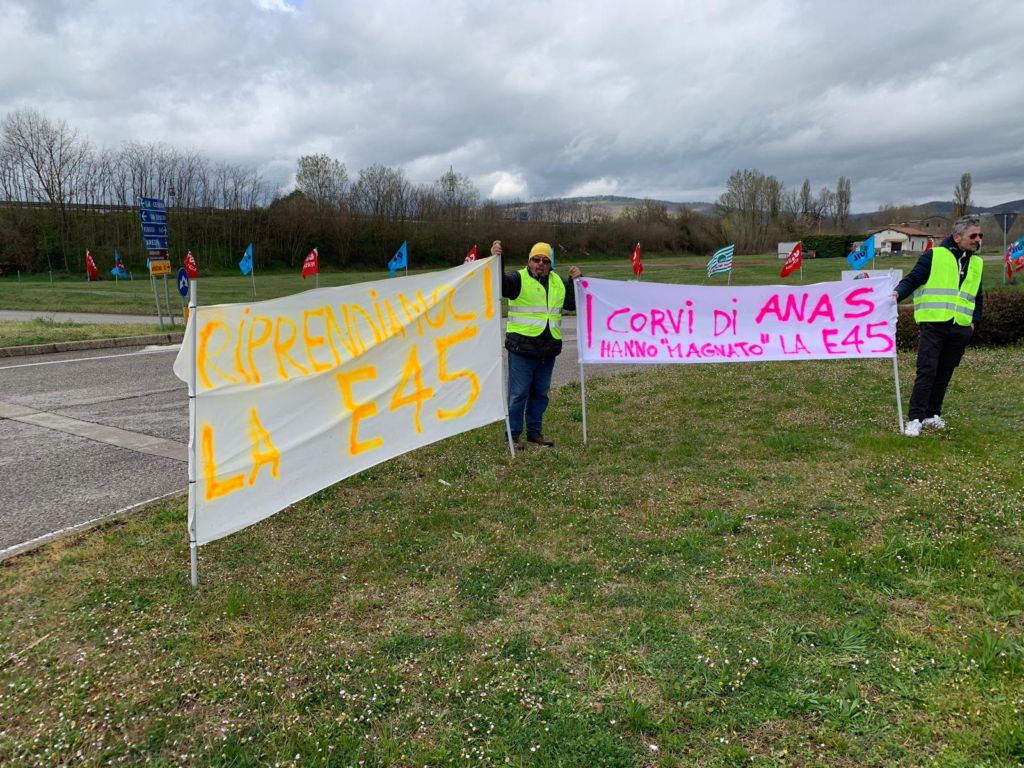 RIPRENDIAMOCI
LA E45
I CORVI DI ANAS
HANNO "MAGNATO" LA E45